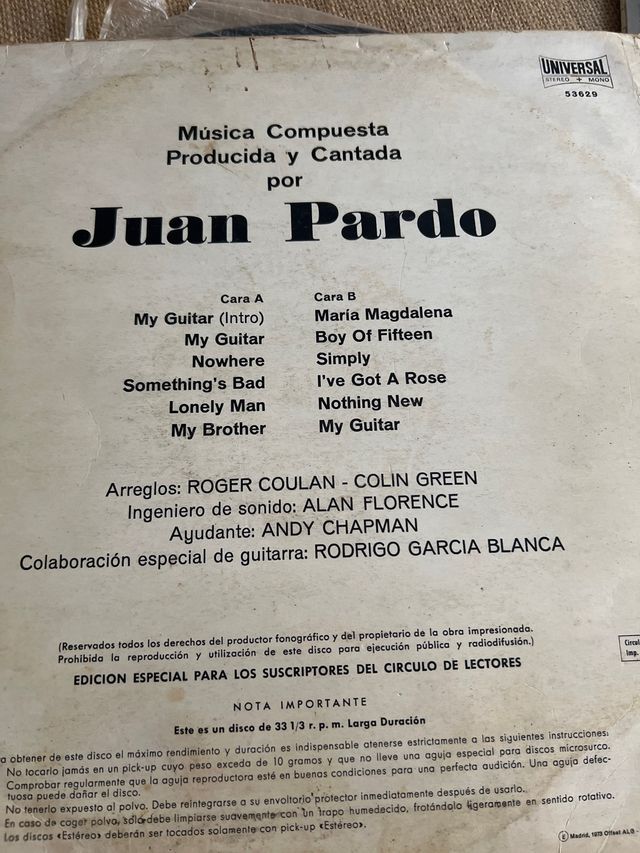 UNIVERSAL
STEREO + MONO
53629
Música Compuesta
Producida y Cantada
por
Juan Pardo
Cara A
My Guitar (Intro)
My Guitar
Nowhere
Something's Bad
Lonely Man
My Brother
Cara B
María Magdalena
Boy Of Fifteen
Simply
I've Got A Rose
Nothing New
My Guitar
Arreglos: ROGER COULAN - COLIN GREEN
Ingeniero de sonido: ALAN FLORENCE
Ayudante: ANDY CHAPMAN
Colaboración especial de guitarra: RODRIGO GARCIA BLANCA
(Reservados todos los derechos del productor fonográfico y del propietario de la obra impresionada.
Prohibida la reproducción y utilización de este disco para ejecución pública y radiodifusión.)
EDICION ESPECIAL PARA LOS SUSCRIPTORES DEL CIRCULO DE LECTORES
Imp.
NOTA IMPORTANTE
Este es un disco de 33 1/3 r. p. m. Larga Duración
a obtener de este disco el máximo rendimiento y duración es indispensable atenerse estrictamente a las siguientes instrucciones:
No tocarlo jamás en un pick-up cuyo peso exceda de 10 gramos y que no lleve una aguja especial para discos microsurco.
Comprobar regularmente que la aguja reproductora esté en buenas condiciones para una perfecta audición. Una aguja defec-
tuosa puede dañar el disco.
No tenerlo expuesto al polvo. Debe reintegrarse a su envoltorio protector inmediatamente después de usarlo.
En caso de coger polvo, sólo debe limpiarse suavemente con un trapo humedecido, frotándolo ligeramente en sentido rotativo.
Los discos «Estéreo» deberán ser tocados solamente con pick-up «Estéreo».
Madrid, 1973 Offset ALG -